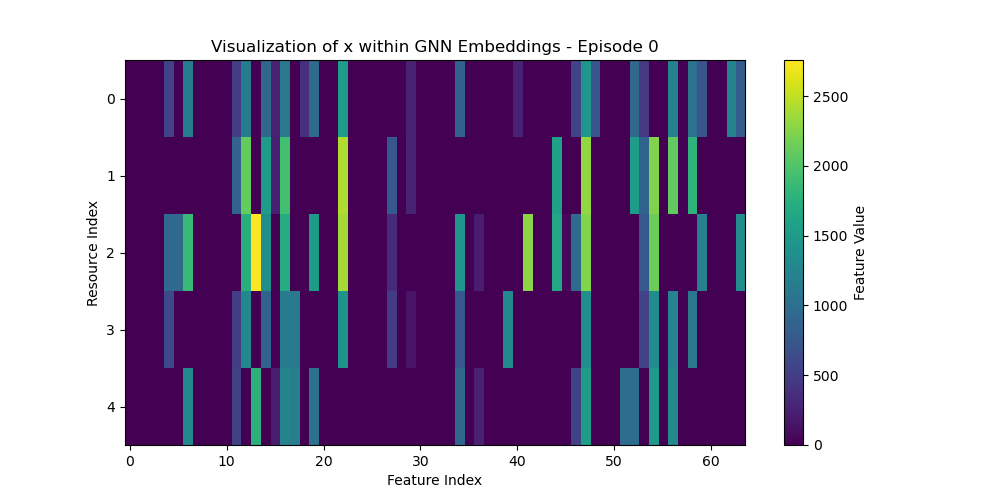 Visualization of x within GNN Embeddings - Episode 0
Resource Index
0
1
2
3
4
0 10 20 30 40 50 60
Feature Index
2500
2000
1500
1000
500
0
Feature Value